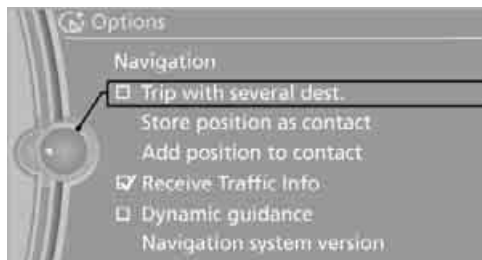 Options
Navigation
Trip with several dest.
Store position as contact
Add position to contact
Receive Traffic Info
Dynamic guidance
Navigation system version